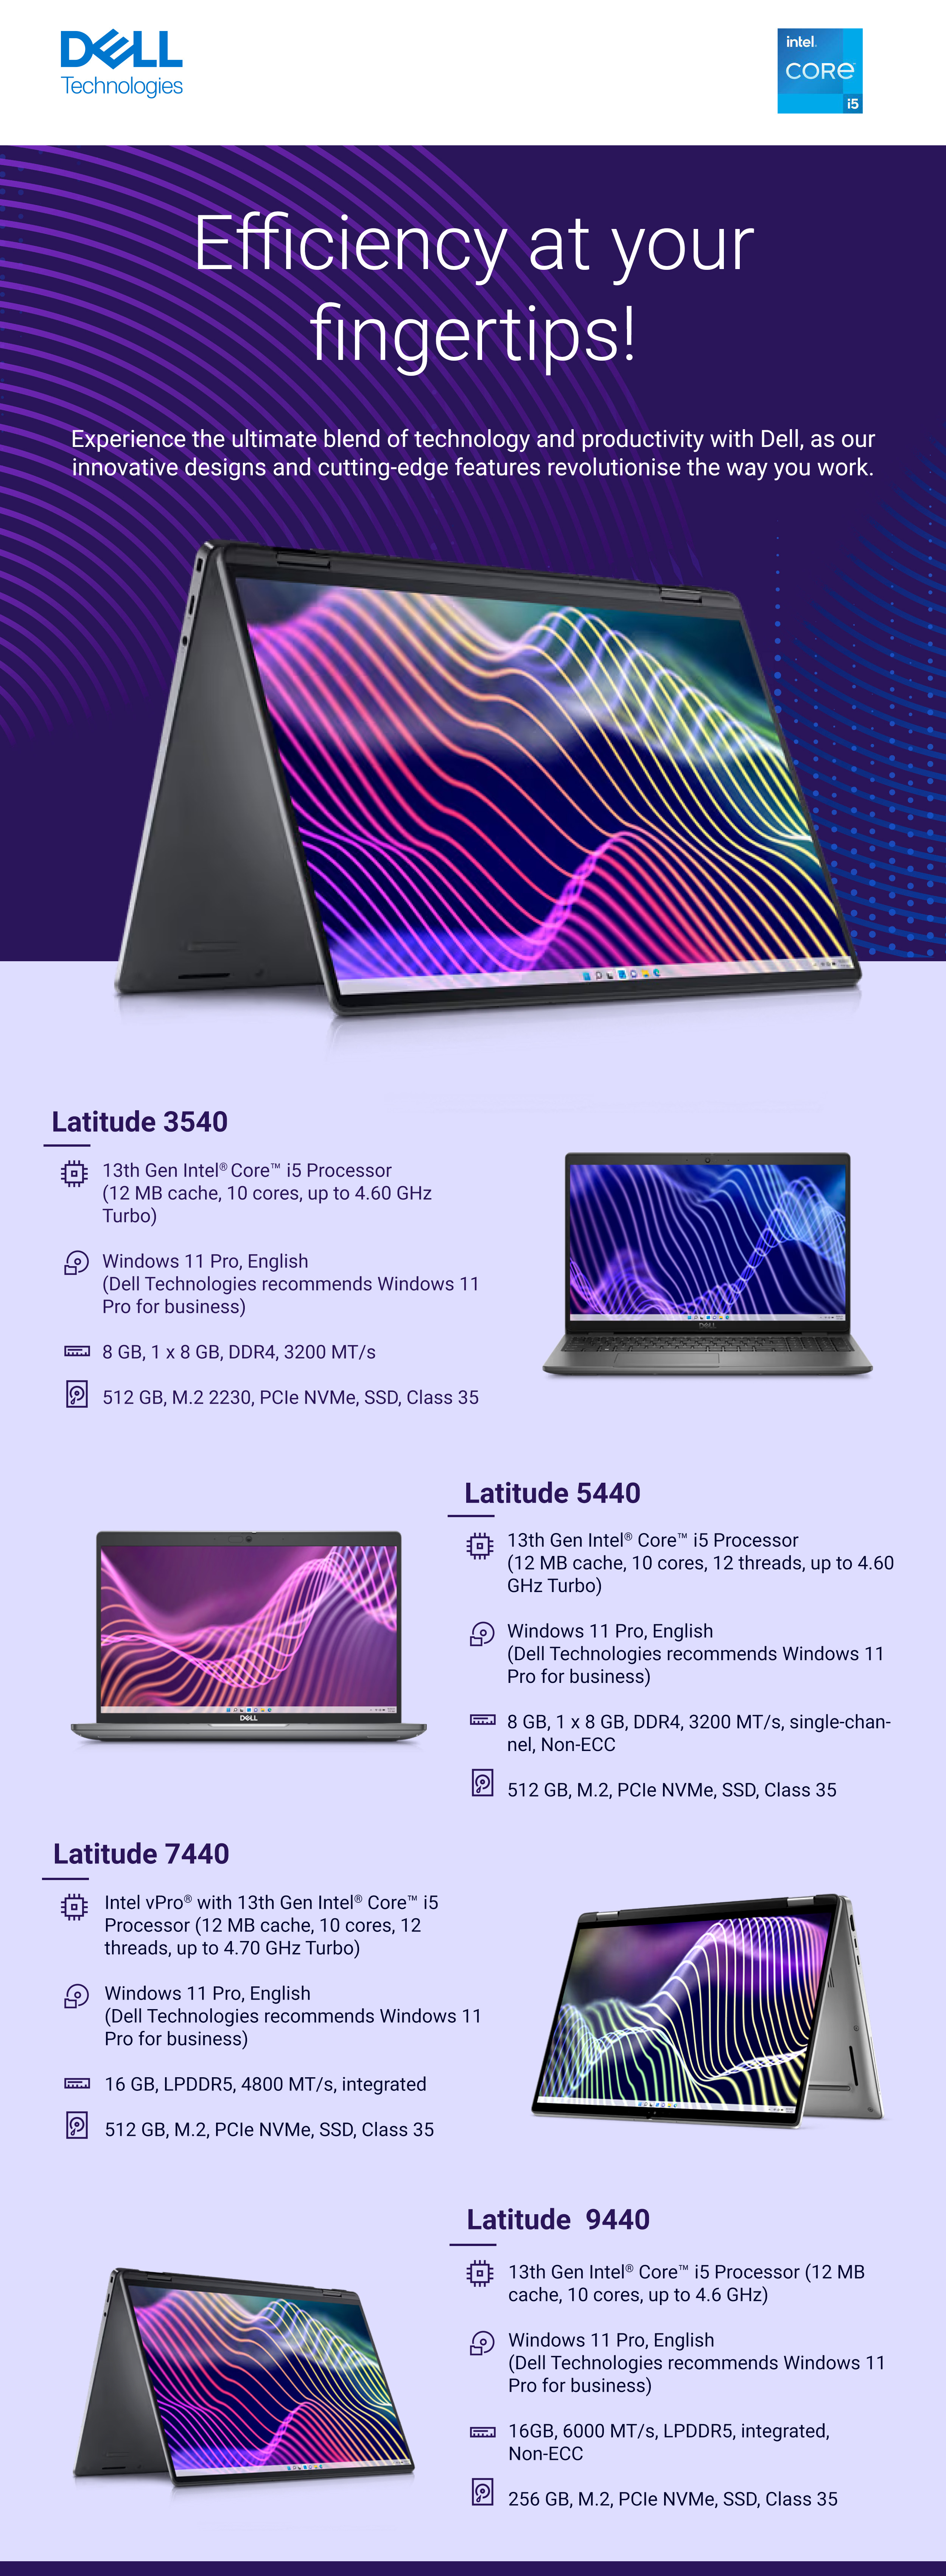 DELL
Technologies
intel.
CORE
i5
Efficiency at your
fingertips!
Experience the ultimate blend of technology and productivity with Dell, as our
innovative designs and cutting-edge features revolutionise the way you work.
Latitude 3540
13th Gen Intel® Core™ i5 Processor
(12 MB cache, 10 cores, up to 4.60 GHz
Turbo)
Windows 11 Pro, English
(Dell Technologies recommends Windows 11
Pro for business)
8 GB, 1 x 8 GB, DDR4, 3200 MT/s
512 GB, M.2 2230, PCIe NVMe, SSD, Class 35
DELL
Latitude 5440
13th Gen Intel® Core™ i5 Processor
(12 MB cache, 10 cores, 12 threads, up to 4.60
GHz Turbo)
Windows 11 Pro, English
(Dell Technologies recommends Windows 11
Pro for business)
8 GB, 1 x 8 GB, DDR4, 3200 MT/s, single-chan-
nel, Non-ECC
512 GB, M.2, PCIe NVMe, SSD, Class 35
DELL
Latitude 7440
Intel vPro® with 13th Gen Intel® Core™ i5
Processor (12 MB cache, 10 cores, 12
threads, up to 4.70 GHz Turbo)
Windows 11 Pro, English
(Dell Technologies recommends Windows 11
Pro for business)
16 GB, LPDDR5, 4800 MT/s, integrated
512 GB, M.2, PCIe NVMe, SSD, Class 35
Latitude  9440
13th Gen Intel® Core™ i5 Processor (12 MB
cache, 10 cores, up to 4.6 GHz)
Windows 11 Pro, English
(Dell Technologies recommends Windows 11
Pro for business)
16GB, 6000 MT/s, LPDDR5, integrated,
Non-ECC
256 GB, M.2, PCIe NVMe, SSD, Class 35